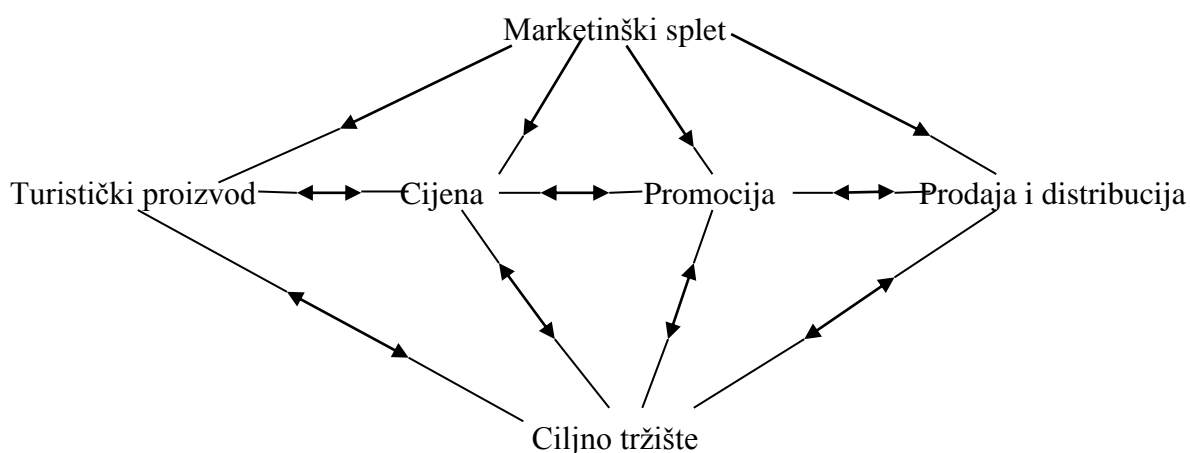 Marketinški splet
Turistički proizvod Cijena Promocija Prodaja i distribucija
Ciljno tržište